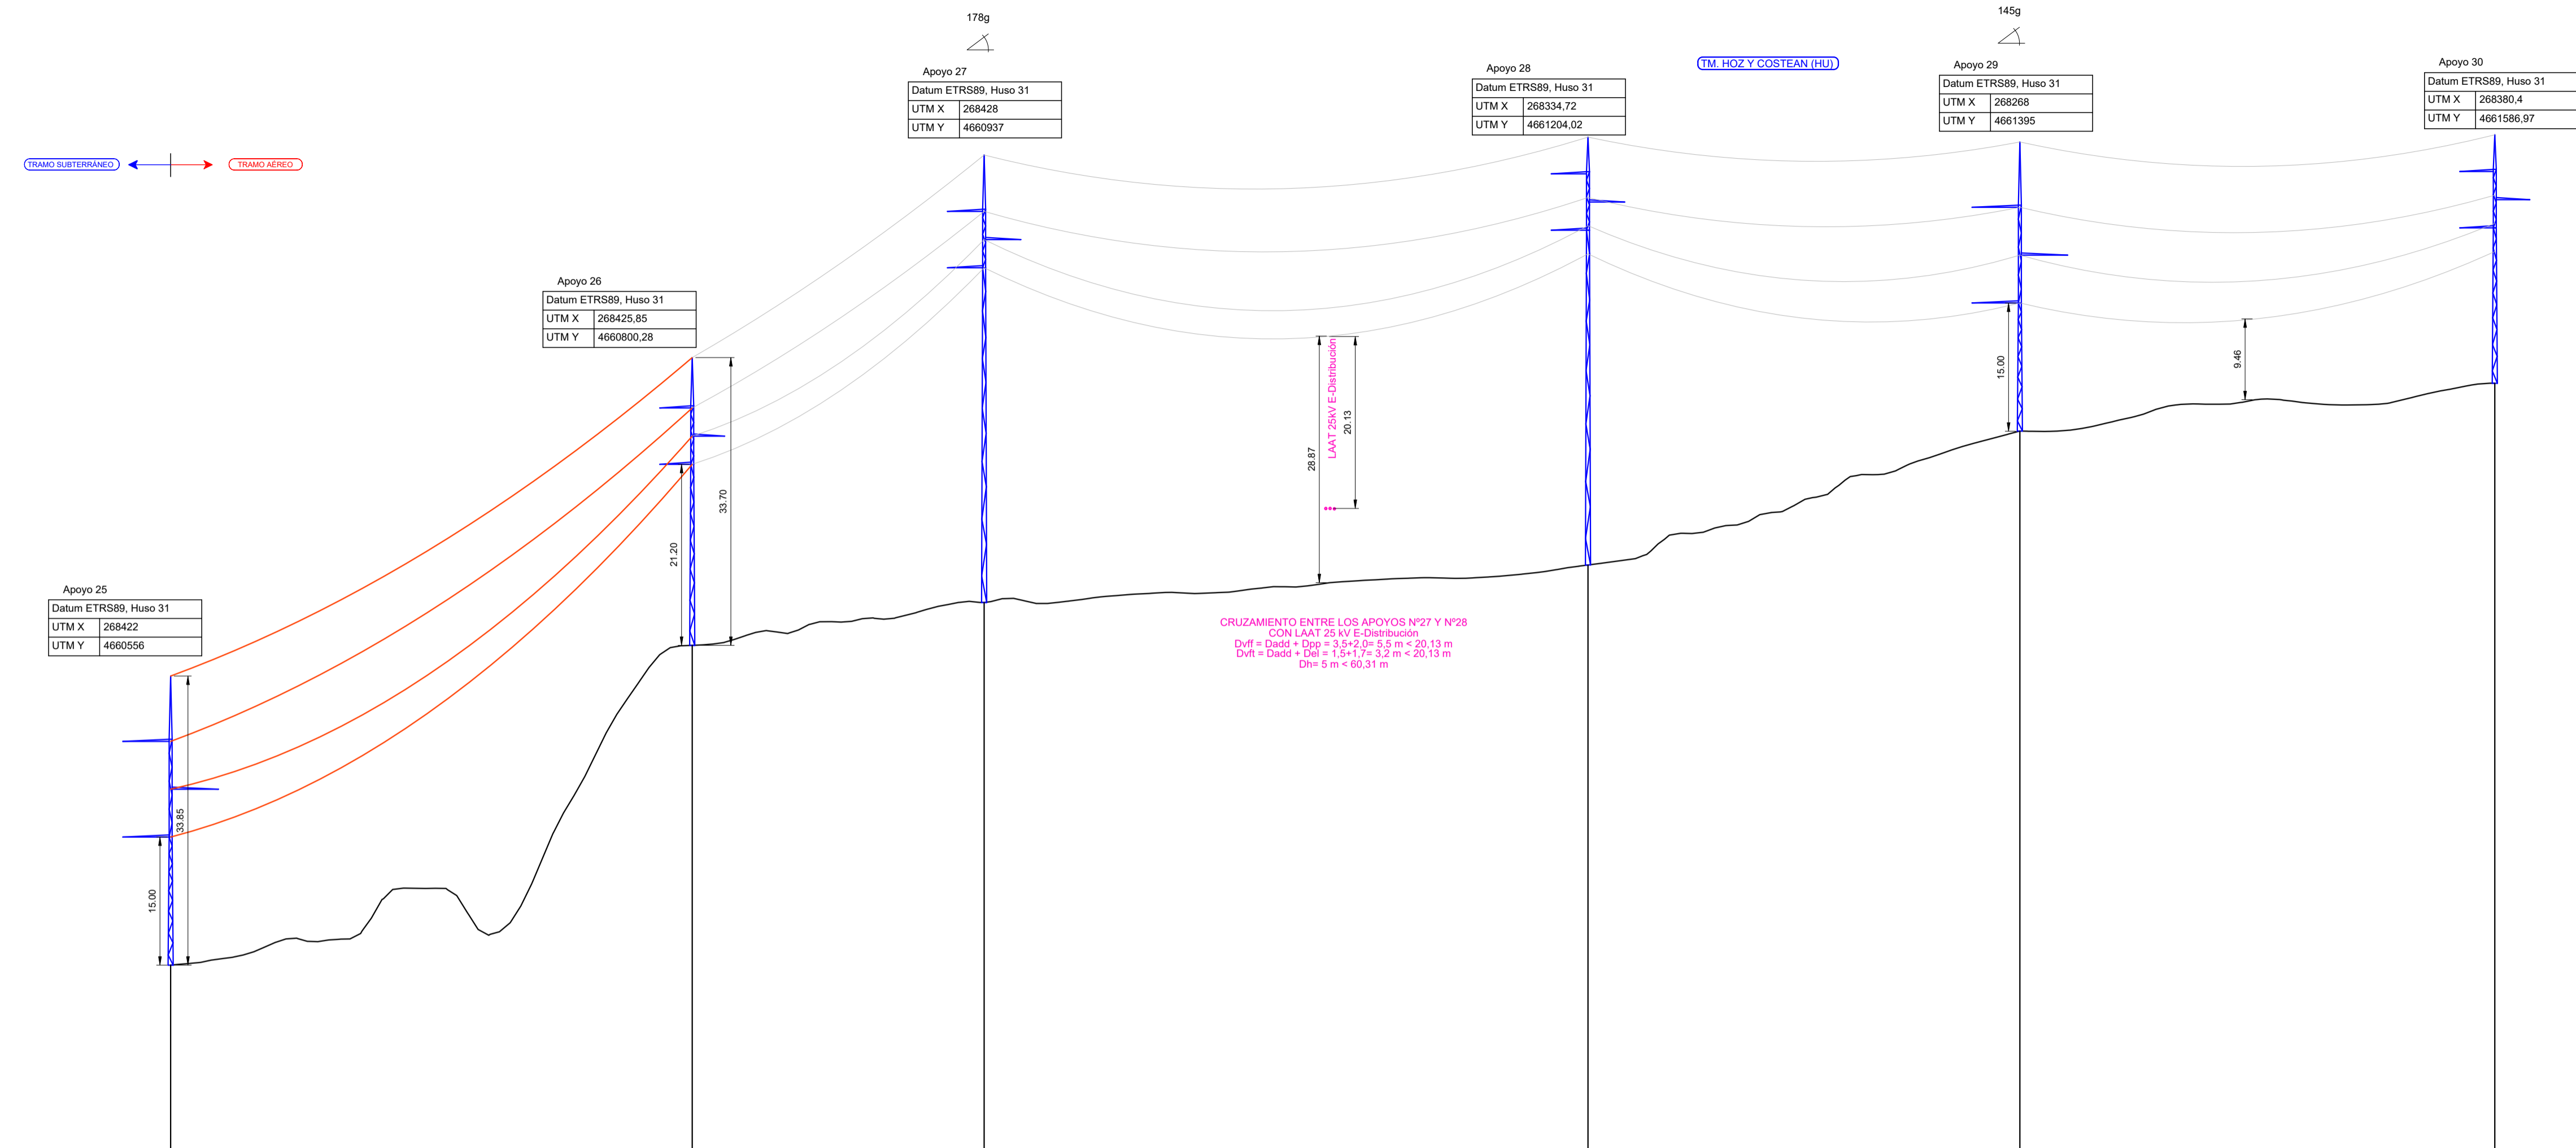 178g
145g
Apoyo 27
Datum ETRS89, Huso 31
UTM X 268428
UTM Y 4660937
Apoyo 28
Datum ETRS89, Huso 31
UTM X 268334,72
UTM Y 4661204,02
TM. HOZ Y COSTEAN (HU)
Apoyo 29
Datum ETRS89, Huso 31
UTM X 268268
UTM Y 4661395
Apoyo 30
Datum ETRS89, Huso 31
UTM X 268380,4
UTM Y 4661586,97
TRAMO SUBTERRÁNEO
TRAMO AÉREO
Apoyo 26
Datum ETRS89, Huso 31
UTM X 268425,85
UTM Y 4660800,28
33.70
21.20
28.87
LAAT 25kV E-Distribución
20.13
15.00
9.46
Apoyo 25
Datum ETRS89, Huso 31
UTM X 268422
UTM Y 4660556
33.85
15.00
CRUZAMIENTO ENTRE LOS APOYOS Nº27 Y Nº28
CON LAAT 25 kV E-Distribución
Dvff = Dadd + Dpp = 3,5+2,0= 5,5 m < 20,13 m
Dvft = Dadd + Del = 1,5+1,7= 3,2 m < 20,13 m
Dh= 5 m < 60,31 m